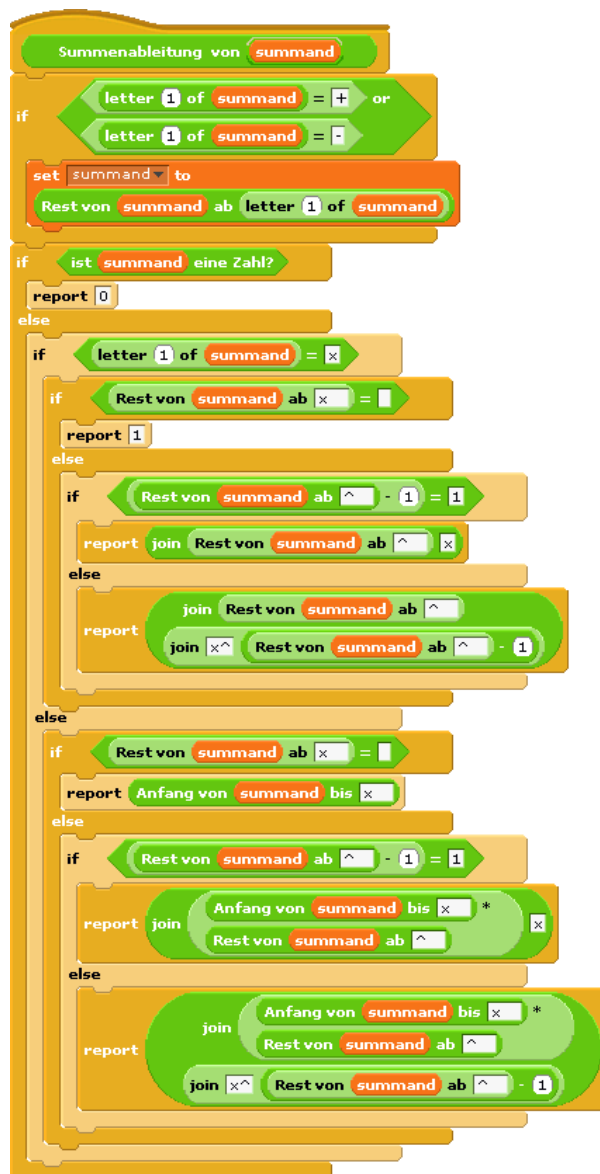 Summenableitung von summand
letter 1 of summand = + or
if
letter 1 of summand = -
set summand to
Rest von summand ab letter 1 of summand
if ist summand eine Zahl?
report 0
else
if letter 1 of summand = x
if Rest von summand ab x =
report 1
else
if Rest von summand ab ^ - 1 = 1
report join Rest von summand ab ^ x
else
join Rest von summand ab ^
report
join x^ Rest von summand ab ^ - 1
else
if Rest von summand ab x =
report Anfang von summand bis x
else
if Rest von summand ab ^ - 1 = 1
Anfang von summand bis x *
report join x
Rest von summand ab ^
else
Anfang von summand bis x *
join
Rest von summand ab ^
report
join x^ Rest von summand ab ^ - 1